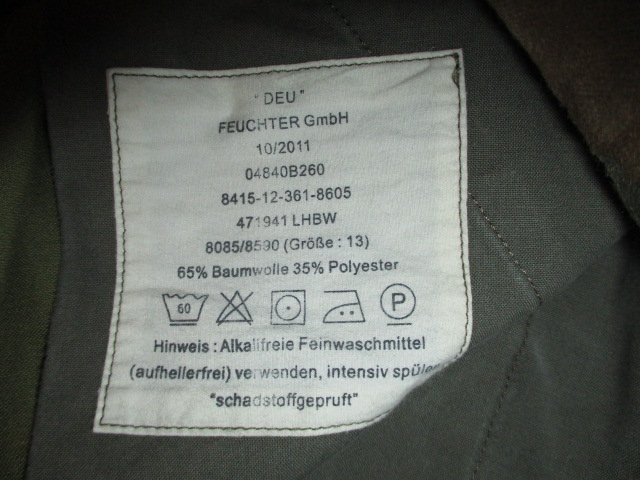 "DEU"
FEUCHTER GmbH
10/2011
04840B260
8415-12-361-8605
471941 LHBW
8085/8590 (Größe : 13)
65% Baumwolle 35% Polyester
60 P
Hinweis : Alkalifreie Feinwaschmittel
(aufhellerfrei) verwenden, intensiv spülen
"schadstoffgepruft"